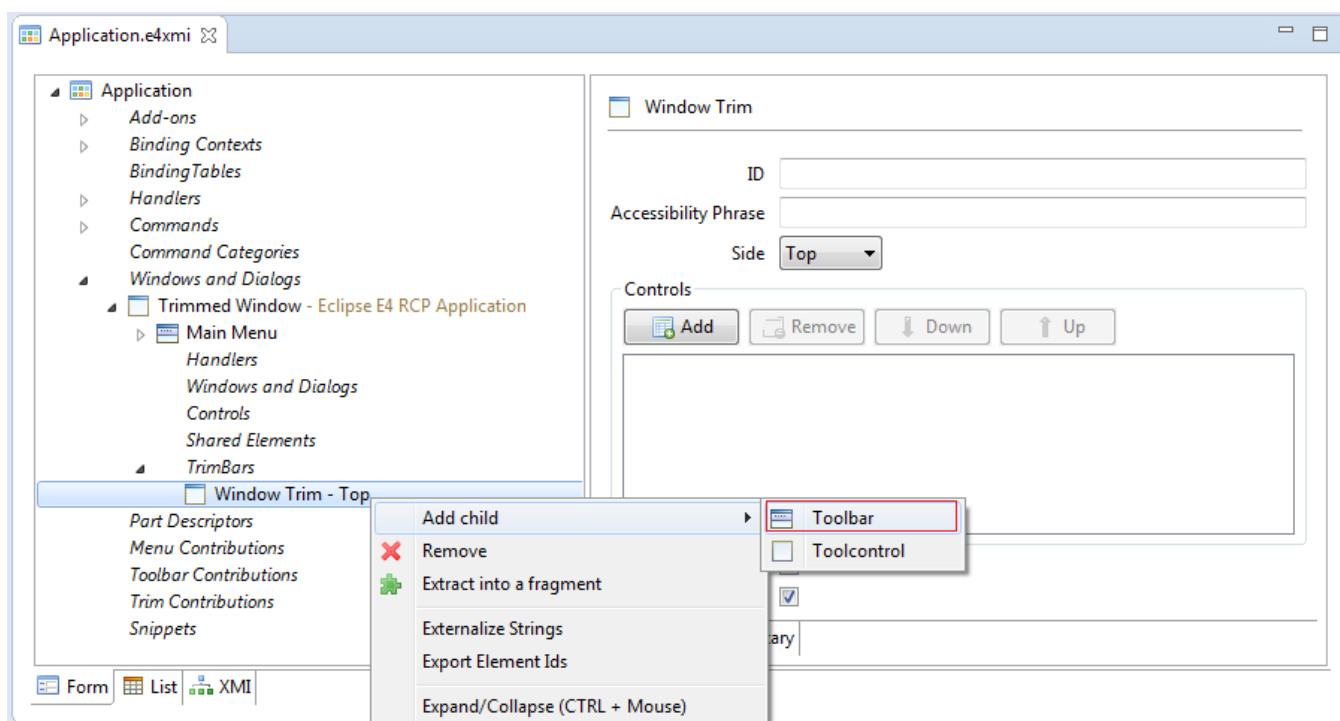 Application.e4xmi
Application
Add-ons
Binding Contexts
BindingTables
Handlers
Commands
Command Categories
Windows and Dialogs
Trimmed Window - Eclipse E4 RCP Application
Main Menu
Handlers
Windows and Dialogs
Controls
Shared Elements
TrimBars
Window Trim - Top
Part Descriptors
Menu Contributions
Toolbar Contributions
Trim Contributions
Snippets
Form List XMI
Window Trim
ID
Accessibility Phrase
Side Top
Controls
Add Remove Down Up
Add child
Remove
Extract into a fragment
Externalize Strings
Export Element Ids
Expand/Collapse (CTRL + Mouse)
Toolbar
Toolcontrol
ary